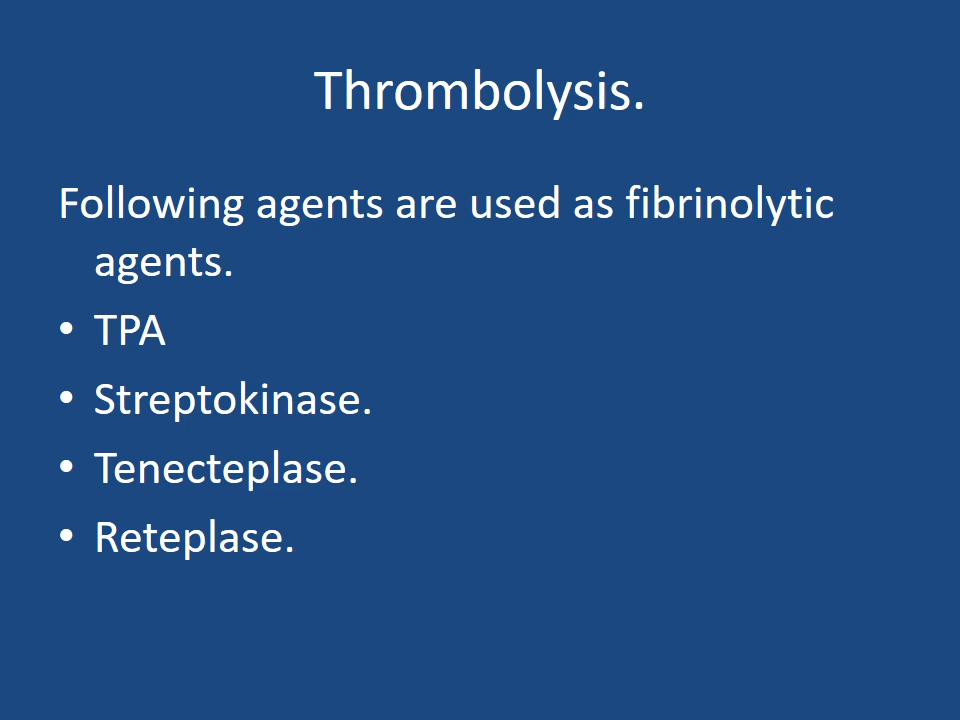 Thrombolysis.
Following agents are used as fibrinolytic
agents.
• TPA
• Streptokinase.
• Tenecteplase.
• Reteplase.